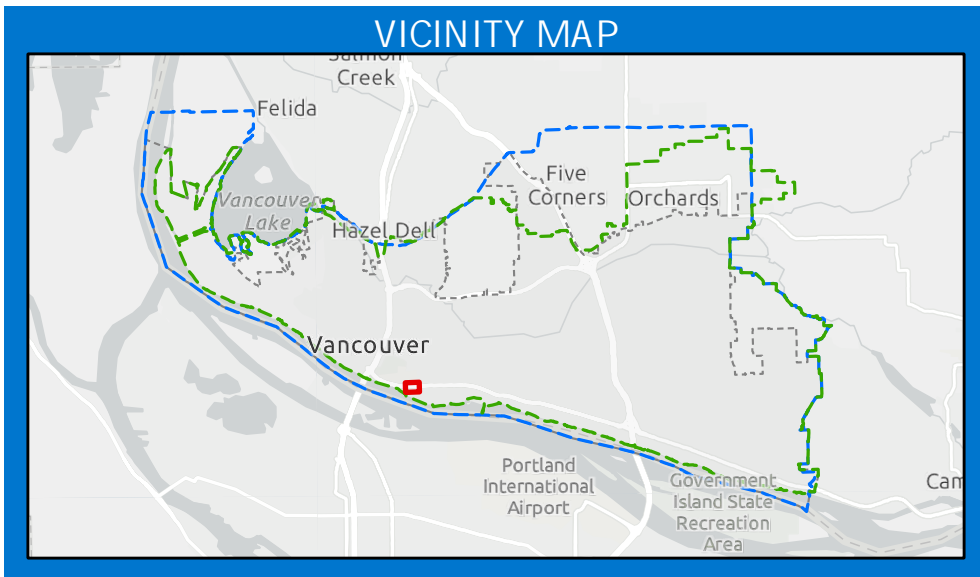 VICINITY MAP
Salmon
Creek
Felida
Vancouver
Lake
Hazel Dell
Five
Corners
Orchards
Vancouver
Portland
International
Airport
Government
Island State
Recreation
Area
Cam